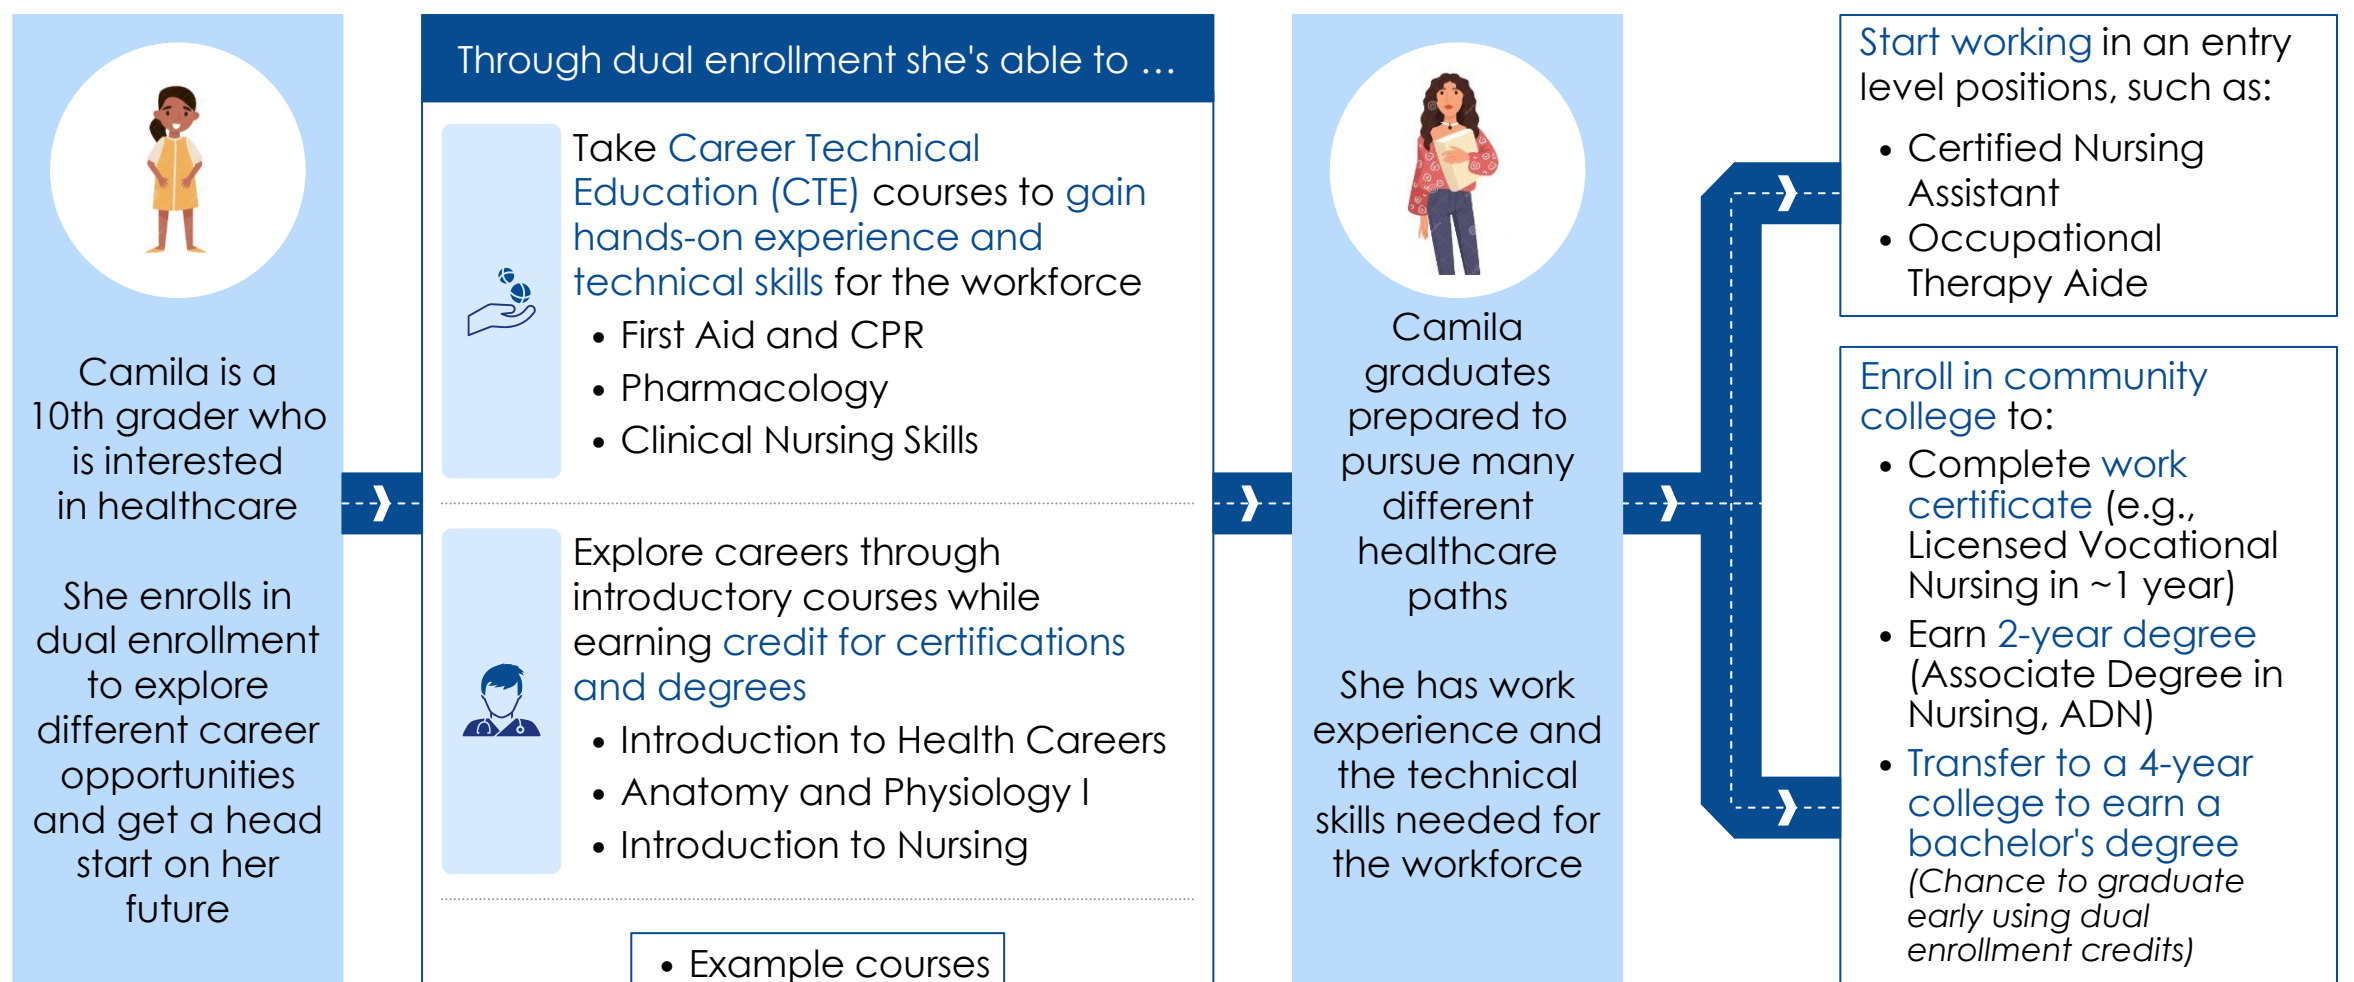 Camila is a
10th grader who
is interested
in healthcare
She enrolls in
dual enrollment
to explore
different career
opportunities
and get a head
start on her
future
Through dual enrollment she's able to ...
Take Career Technical
Education (CTE) courses to gain
hands-on experience and
technical skills for the workforce
• First Aid and CPR
• Pharmacology
• Clinical Nursing Skills
Explore careers through
introductory courses while
earning credit for certifications
and degrees
• Introduction to Health Careers
• Anatomy and Physiology I
• Introduction to Nursing
• Example courses
Camila
graduates
prepared to
pursue many
different
healthcare
paths
She has work
experience and
the technical
skills needed for
the workforce
Start working in an entry
level positions, such as:
• Certified Nursing
Assistant
• Occupational
Therapy Aide
Enroll in community
college to:
• Complete work
certificate (e.g.,
Licensed Vocational
Nursing in ~1 year)
• Earn 2-year degree
(Associate Degree in
Nursing, ADN)
• Transfer to a 4-year
college to earn a
bachelor's degree
(Chance to graduate
early using dual
enrollment credits)